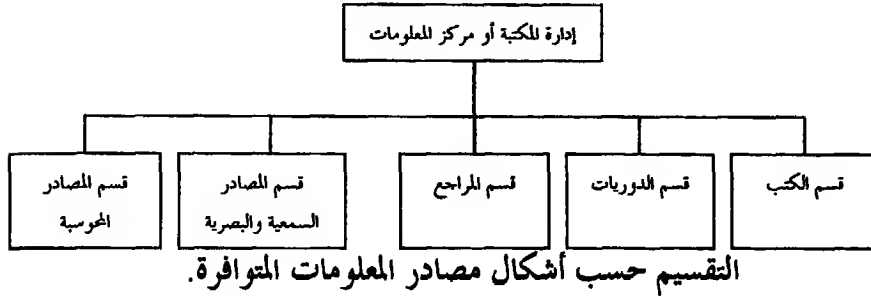 إدارة المكتبة أو مركز المعلومات
قسم الكتب
قسم الدوريات
قسم المراجع
قسم المصادر
السمعية والبصرية
قسم المصادر
المحوسبة
التقسيم حسب أشكال مصادر المعلومات المتوافرة.